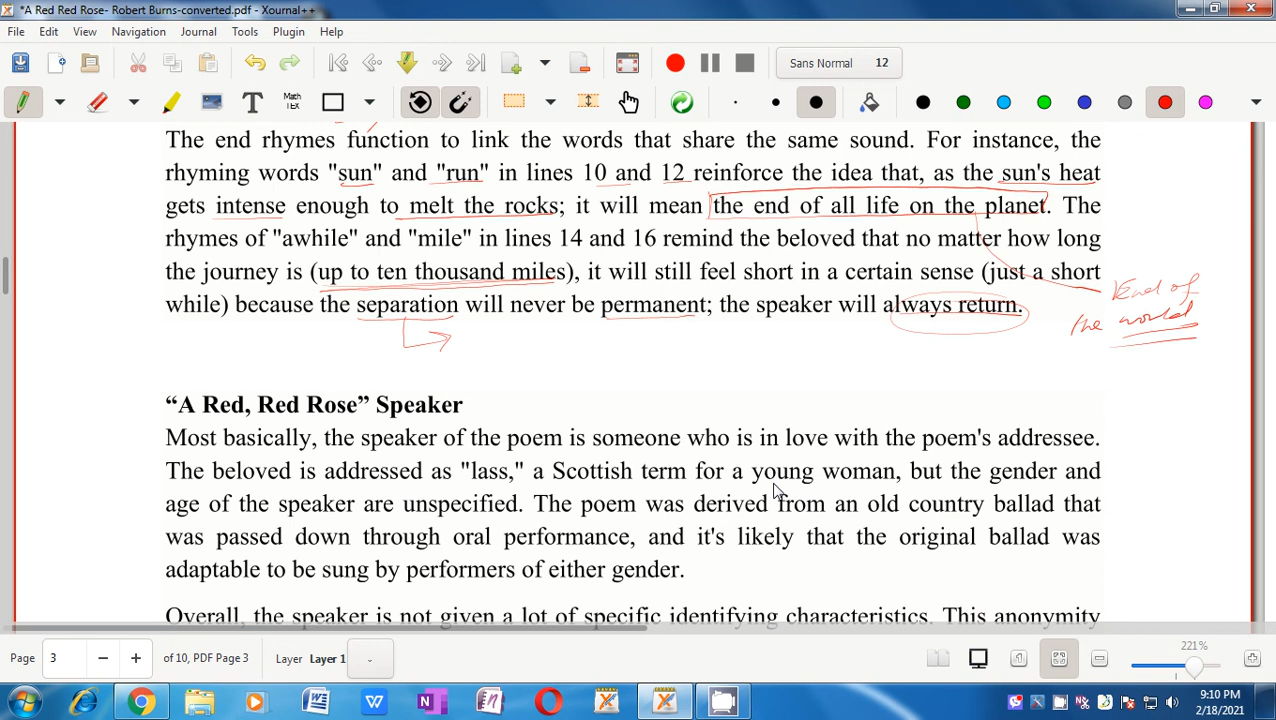 *A Red Red Rose- Robert Burns-converted.pdf - Xournal++
File Edit View Navigation Journal Tools Plugin Help
Sans Normal 12
Math
TEX
The end rhymes function to link the words that share the same sound. For instance, the
rhyming words "sun" and "run" in lines 10 and 12 reinforce the idea that, as the sun's heat
gets intense enough to melt the rocks; it will mean the end of all life on the planet. The
rhymes of "awhile" and "mile" in lines 14 and 16 remind the beloved that no matter how long
the journey is (up to ten thousand miles), it will still feel short in a certain sense (just a short
while) because the separation will never be permanent; the speaker will always return.
End of
the world
“A Red, Red Rose” Speaker
Most basically, the speaker of the poem is someone who is in love with the poem's addressee.
The beloved is addressed as "lass," a Scottish term for a young woman, but the gender and
age of the speaker are unspecified. The poem was derived from an old country ballad that
was passed down through oral performance, and it's likely that the original ballad was
adaptable to be sung by performers of either gender.
Overall, the speaker is not given a lot of specific identifying characteristics. This anonymity
Page 3 of 10, PDF Page 3 Layer Layer 1 221%
9:10 PM
2/18/2021